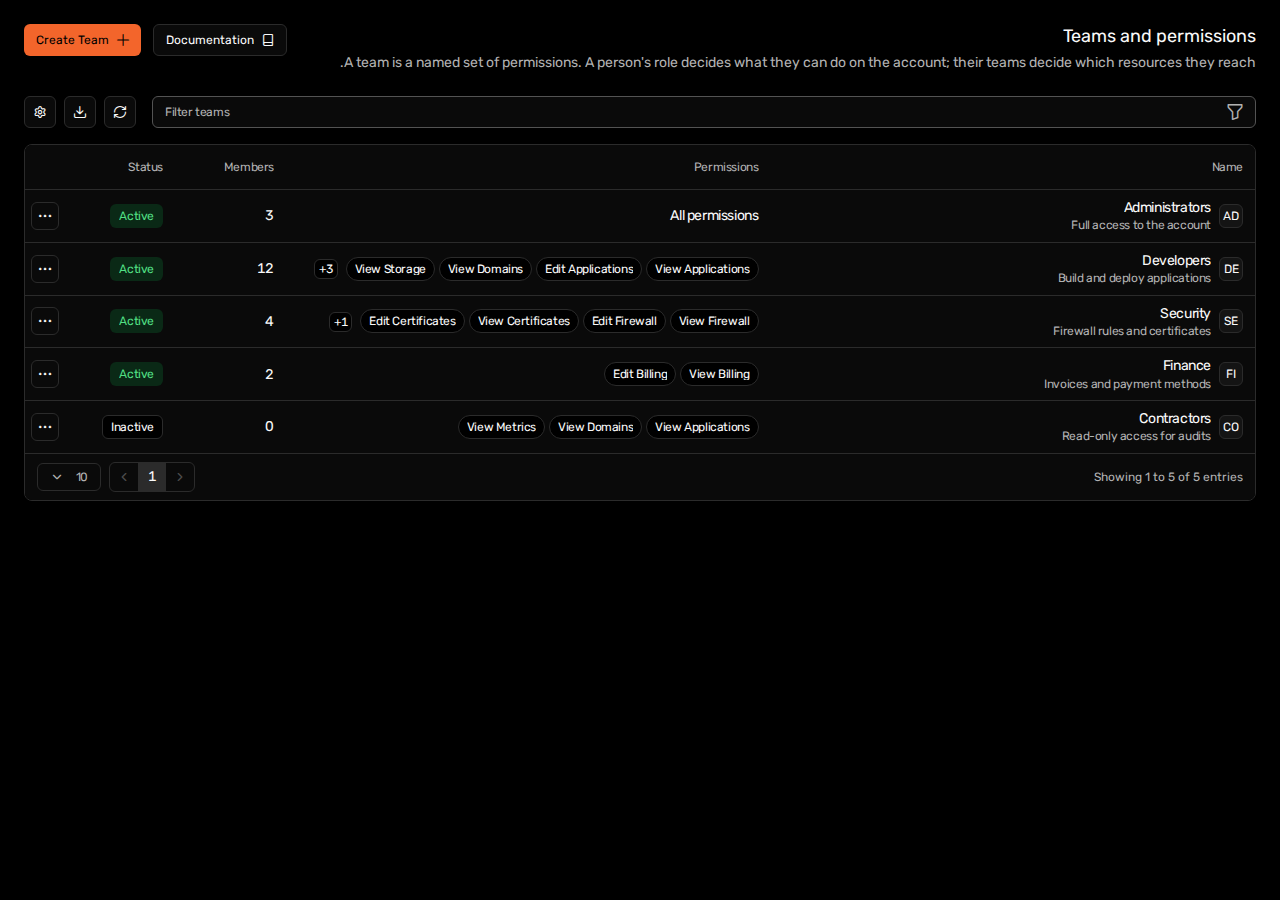 Teams and permissions
.A team is a named set of permissions. A person's role decides what they can do on the account; their teams decide which resources they reach
Documentation
Create Team
Filter teams
Name Permissions Members Status
AD Administrators All permissions 3 Active
Full access to the account
DE Developers View Applications Edit Applications View Domains View Storage +3 12 Active
Build and deploy applications
SE Security View Firewall Edit Firewall View Certificates Edit Certificates +1 4 Active
Firewall rules and certificates
FI Finance View Billing Edit Billing 2 Active
Invoices and payment methods
CO Contractors View Applications View Domains View Metrics 0 Inactive
Read-only access for audits
Showing 1 to 5 of 5 entries 1 10